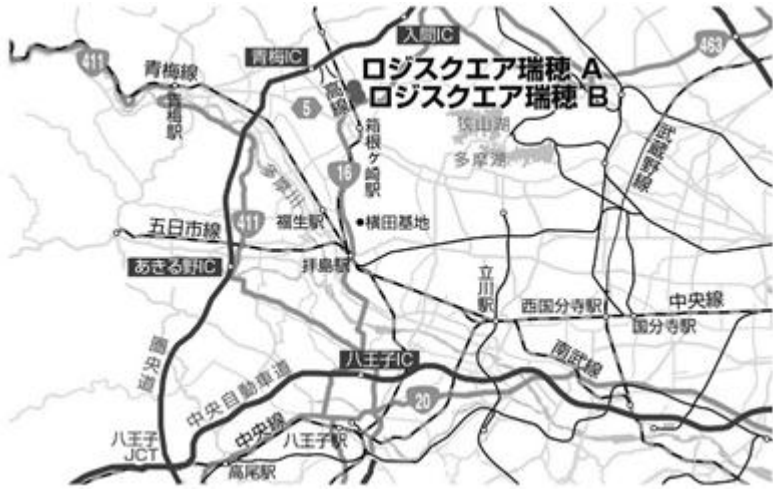 入間IC
463
411
青梅線
青梅IC
八高線
ロジスクエア瑞穂 A
ロジスクエア瑞穂 B
青梅駅
5
箱根ヶ崎駅
狭山湖
多摩湖
武蔵野線
16
多摩川
411
福生駅
横田基地
五日市線
あきる野IC
拝島駅
立川駅
西国分寺駅
中央線
国分寺駅
圏央道
八王子IC
南武線
中央自動車道
20
中央線
八王子駅
八王子
JCT
高尾駅